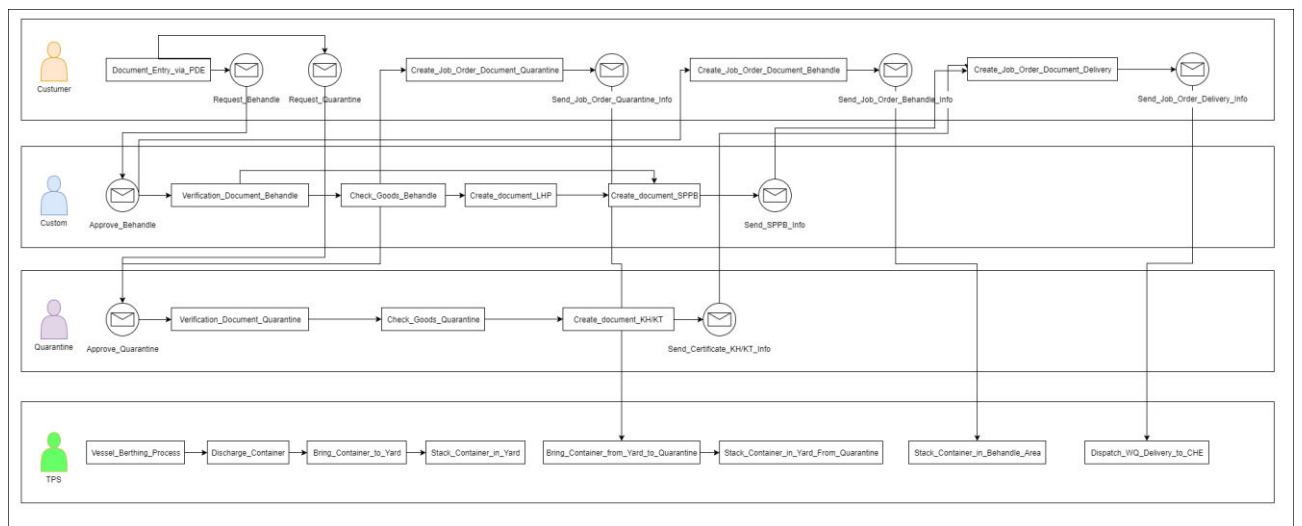 Custumer
Document_Entry_via_PDE
Request_Behandle
Request_Quarantine
Create_Job_Order_Document_Quarantine
Send_Job_Order_Quarantine_Info
Create_Job_Order_Document_Behandle
Send_Job_Order_Behandle_Info
Create_Job_Order_Document_Delivery
Send_Job_Order_Delivery_Info
Custom
Approve_Behandle
Verification_Document_Behandle
Check_Goods_Behandle
Create_document_LHP
Create_document_SPPB
Send_SPPB_Info
Quarantine
Approve_Quarantine
Verification_Document_Quarantine
Check_Goods_Quarantine
Create_document_KH/KT
Send_Certificate_KH/KT_Info
TPS
Vessel_Berthing_Process
Discharge_Container
Bring_Container_to_Yard
Stack_Container_in_Yard
Bring_Container_from_Yard_to_Quarantine
Stack_Container_in_Yard_From_Quarantine
Stack_Container_in_Behandle_Area
Dispatch_WQ_Delivery_to_CHE